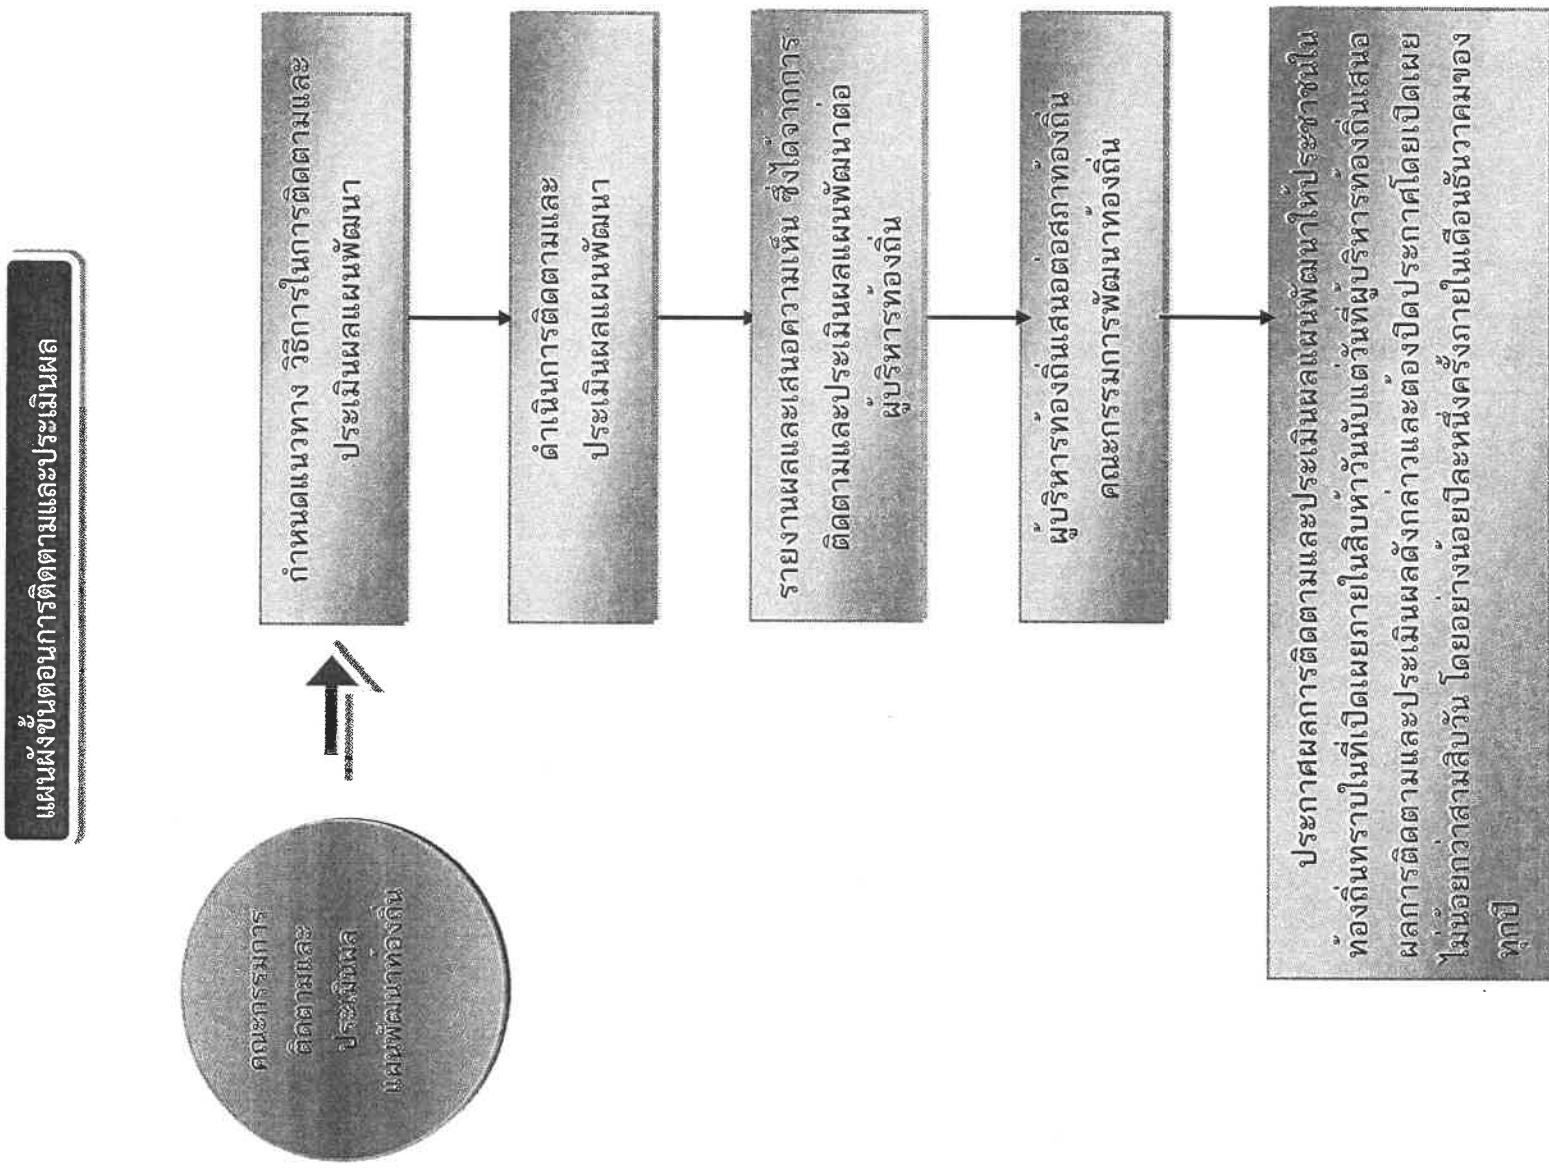 แผนผังขั้นตอนการติดตามและประเมินผล
คณะกรรมการ
ติดตามและ
ประเมินผล
แผนพัฒนาท้องถิ่น
กำหนดแนวทาง วิธีการในการติดตามและ
ประเมินผลแผนพัฒนา
ดำเนินการติดตามและ
ประเมินผลแผนพัฒนา
รายงานผลและเสนอความเห็น ซึ่งได้จากการ
ติดตามและประเมินผลแผนพัฒนาต่อ
ผู้บริหารท้องถิ่น
ผู้บริหารท้องถิ่นเสนอต่อสภาท้องถิ่น
คณะกรรมการพัฒนาท้องถิ่น
ประกาศผลการติดตามและประเมินผลแผนพัฒนาให้ประชาชนใน
ท้องถิ่นทราบในที่เปิดเผยภายในสิบห้าวันนับแต่วันที่ผู้บริหารท้องถิ่นเสนอ
ผลการติดตามและประเมินผลดังกล่าวและต้องปิดประกาศโดยเปิดเผย
ไม่น้อยกว่าสามสิบวัน โดยอย่างน้อยปีละหนึ่งครั้งภายในเดือนธันวาคมของ
ทุกปี